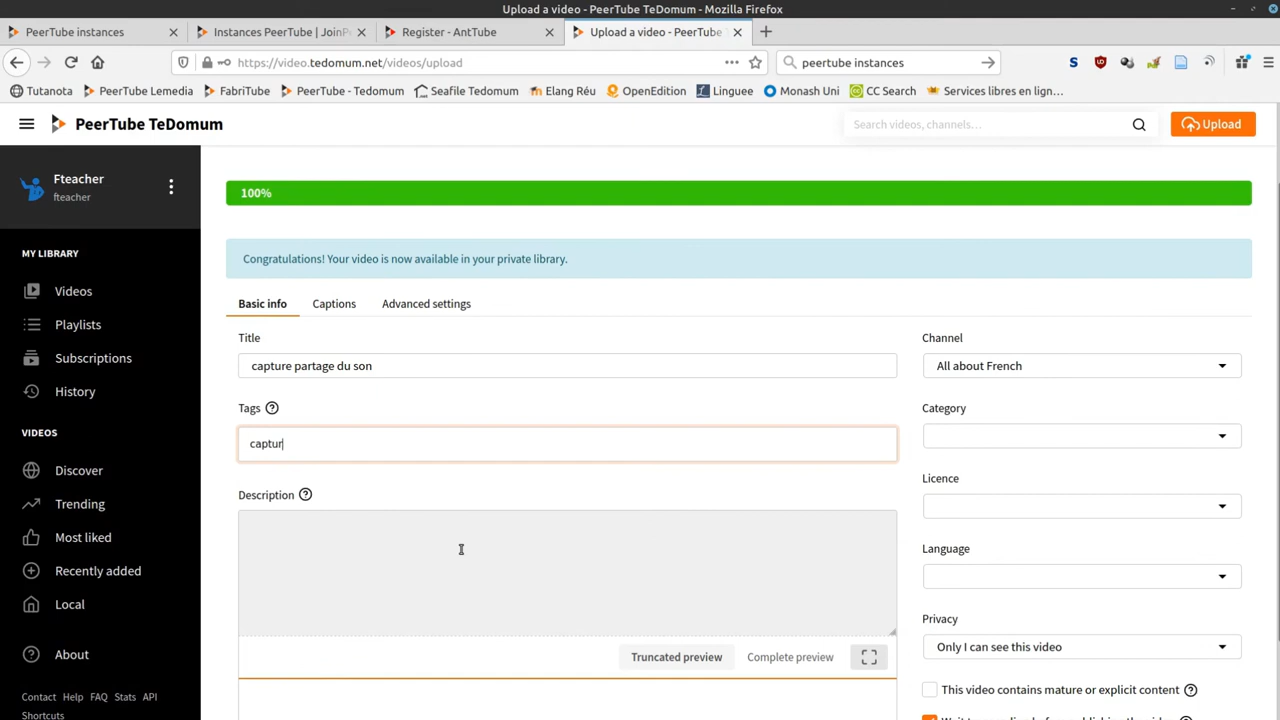 Upload a video - PeerTube TeDomum - Mozilla Firefox
PeerTube instances
Instances PeerTube | JoinP
Register - AntTube
Upload a video - PeerTube
https://video.tedomum.net/videos/upload
peertube instances
Tutanota
PeerTube Lemedia
FabriTube
PeerTube - Tedomum
SeaFile Tedomum
Elang Réu
OpenEdition
Linguee
Monash Uni
CC Search
Services libres en lign…
PeerTube TeDomum
Search videos, channels…
Upload
Fteacher
fteacher
100%
MY LIBRARY
Congratulations! Your video is now available in your private library.
Videos
Basic info
Captions
Advanced settings
Playlists
Title
Channel
Subscriptions
capture partage du son
All about French
History
Tags
Category
VIDEOS
captur
Discover
Licence
Trending
Description
Most liked
Language
Recently added
Local
Privacy
About
Truncated preview
Complete preview
Only I can see this video
This video contains mature or explicit content
Contact Help FAQ Stats API
Shortcuts